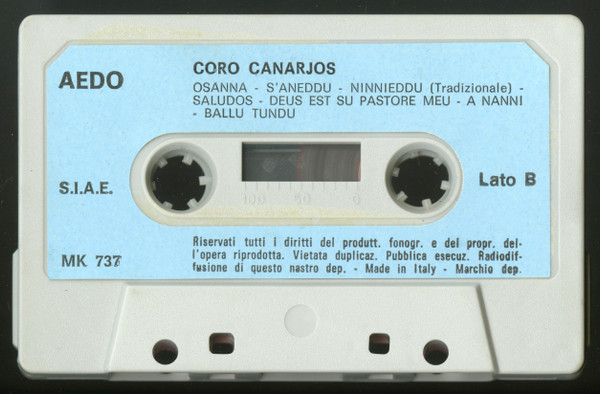 AEDO
CORO CANARJOS
OSANNA - S'ANEDDU - NINNIEDDU (Tradizionale) -
SALUDOS - DEUS EST SU PASTORE MEU - A NANNI
- BALLU TUNDU
S.I.A.E.
Lato B
100 50 0
MK 737
Riservati tutti i diritti del produtt. fonogr. e del propr. del-
l'opera riprodotta. Vietata duplicaz. Pubblica esecuz. Radiodif-
fusione di questo nastro dep. - Made in Italy - Marchio dep.